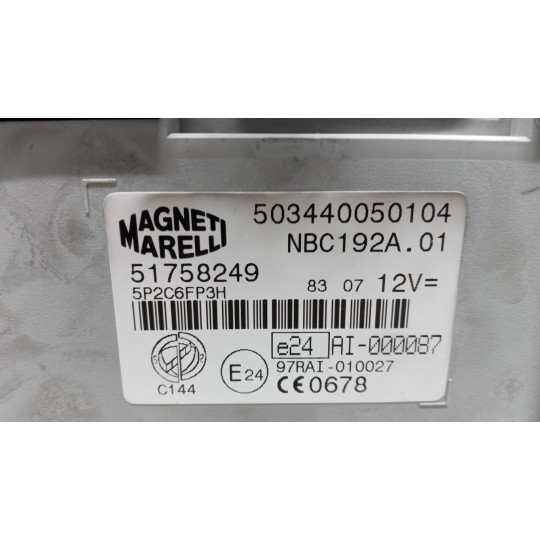 MAGNETI
MARELLI
503440050104
NBC192A.01
51758249
5P2C6FP3H
83 07 12V=
e24 AI-000087
97RAI-010027
C144
E24
CE0678